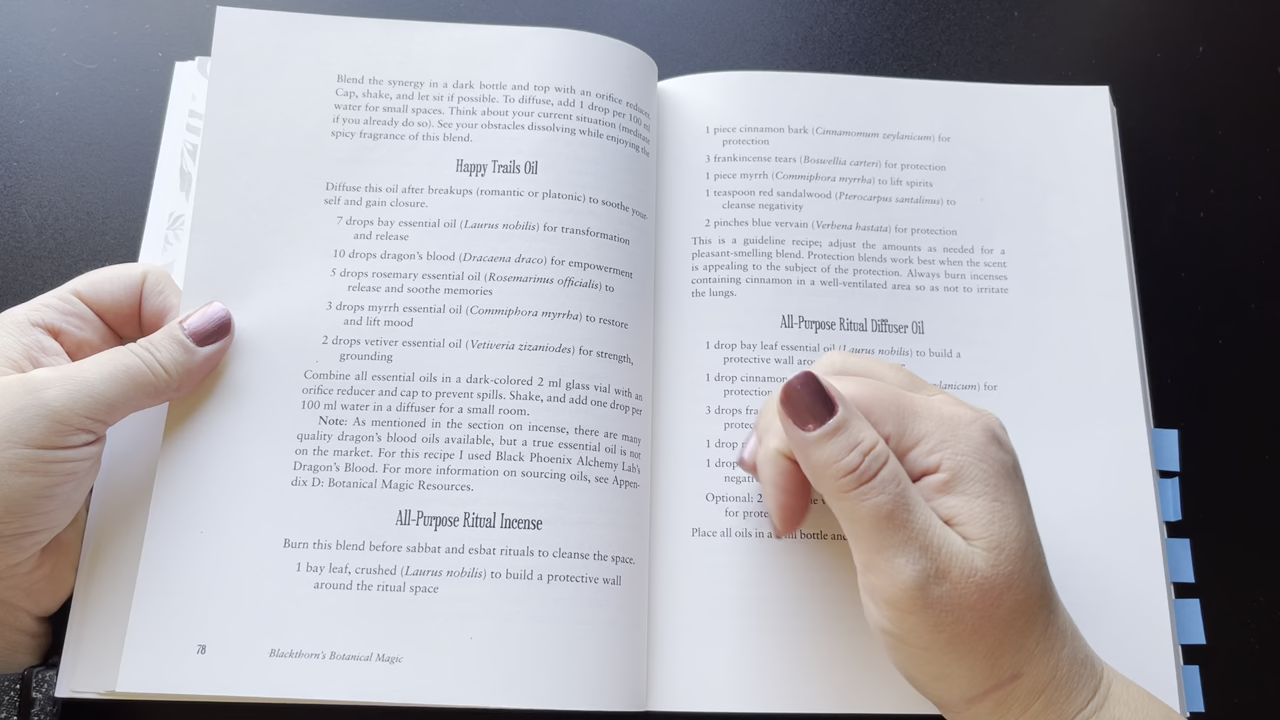 Blend the synergy in a dark bottle and top with an orifice reducer.
Cap, shake, and let sit if possible. To diffuse, add 1 drop per 100 ml
water for small spaces. Think about your current situation (meditate
if you already do so). See your obstacles dissolving while enjoying the
spicy fragrance of this blend.
Happy Trails Oil
Diffuse this oil after breakups (romantic or platonic) to soothe your-
self and gain closure.
7 drops bay essential oil (Laurus nobilis) for transformation
and release
10 drops dragon's blood (Dracaena draco) for empowerment
5 drops rosemary essential oil (Rosemarinus officialis) to
release and soothe memories
3 drops myrrh essential oil (Commiphora myrrha) to restore
and lift mood
2 drops vetiver essential oil (Vetiveria zizaniodes) for strength,
grounding
Combine all essential oils in a dark-colored 2 ml glass vial with an
orifice reducer and cap to prevent spills. Shake, and add one drop per
100 ml water in a diffuser for a small room.
Note: As mentioned in the section on incense, there are many
quality dragon's blood oils available, but a true essential oil is not
on the market. For this recipe I used Black Phoenix Alchemy Lab's
Dragon's Blood. For more information on sourcing oils, see Appen-
dix D: Botanical Magic Resources.
All-Purpose Ritual Incense
Burn this blend before sabbat and esbat rituals to cleanse the space.
1 bay leaf, crushed (Laurus nobilis) to build a protective wall
around the ritual space
78 Blackthorn's Botanical Magic
1 piece cinnamon bark (Cinnamomum zeylanicum) for
protection
3 frankincense tears (Boswellia carteri) for protection
1 piece myrrh (Commiphora myrrha) to lift spirits
1 teaspoon red sandalwood (Pterocarpus santalinus) to
cleanse negativity
2 pinches blue vervain (Verbena hastata) for protection
This is a guideline recipe; adjust the amounts as needed for a
pleasant-smelling blend. Protection blends work best when the scent
is appealing to the subject of the protection. Always burn incenses
containing cinnamon in a well-ventilated area so as not to irritate
the lungs.
All-Purpose Ritual Diffuser Oil
1 drop bay leaf essential oil (Laurus nobilis) to build a
protective wall
1 drop cinnamon for
protection
3 drops
1 drop
1 drop
Optional: 2
for
Place all oils in a ml bottle and